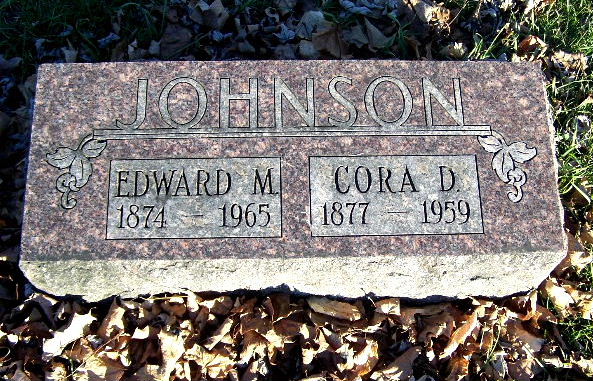 JOHNSON
EDWARD M.
1874 — 1965
CORA D.
1877 — 1959